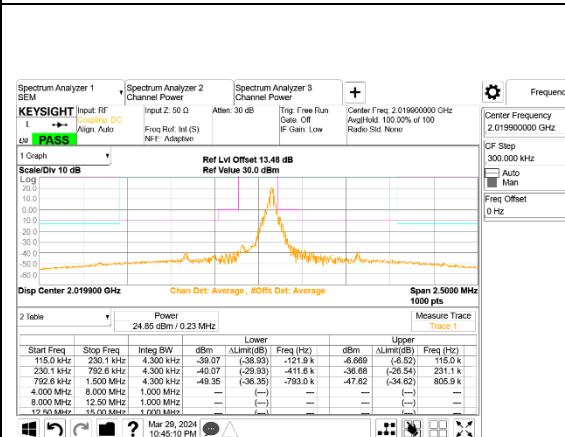 Spectrum Analyzer 1
SEM
Spectrum Analyzer 2
Channel Power
Spectrum Analyzer 3
Channel Power
Frequenc
KEYSIGHT
L
PASS
Input: RF
Coupling: DC
Align: Auto
Input Z: 50 Ω
Freq Ref: Int (S)
NFE: Adaptive
Atten: 30 dB
Trig: Free Run
Gate: Off
IF Gain: Low
Center Freq: 2.019900000 GHz
Avg|Hold: 100.00% of 100
Radio Std: None
Center Frequency
2.019900000 GHz
CF Step
300.000 kHz
Auto
Man
Freq Offset
0 Hz
1 Graph
Ref Lvl Offset 13.48 dB
Scale/Div 10 dB
Ref Value 30.0 dBm
Log
20.0
10.0
0.00
-10.0
-20.0
-30.0
-40.0
-50.0
-60.0
Disp Center 2.019900 GHz
Chan Det: Average , #Offs Det: Average
Span 2.5000 MHz
1000 pts
2 Table
Power
24.85 dBm / 0.23 MHz
Measure Trace
Trace 1
Lower Upper
Start Freq Stop Freq Integ BW dBm ΔLimit(dB) Freq (Hz) dBm ΔLimit(dB) Freq (Hz)
115.0 kHz 230.1 kHz 4.300 kHz -39.07 (-38.93) -121.9 k -6.669 (-6.52) 115.0 k
230.1 kHz 792.6 kHz 4.300 kHz -40.07 (-29.93) -411.6 k -36.68 (-26.54) 231.1 k
792.6 kHz 1.500 MHz 4.300 kHz -49.35 (-36.35) -793.0 k -47.62 (-34.62) 805.9 k
4.000 MHz 8.000 MHz 1.000 MHz --- (---) --- --- (---) ---
8.000 MHz 12.50 MHz 1.000 MHz --- (---) --- --- (---) ---
12.50 MHz 15.00 MHz 1.000 MHz --- (---) --- --- (---) ---
Mar 29, 2024
10:45:10 PM